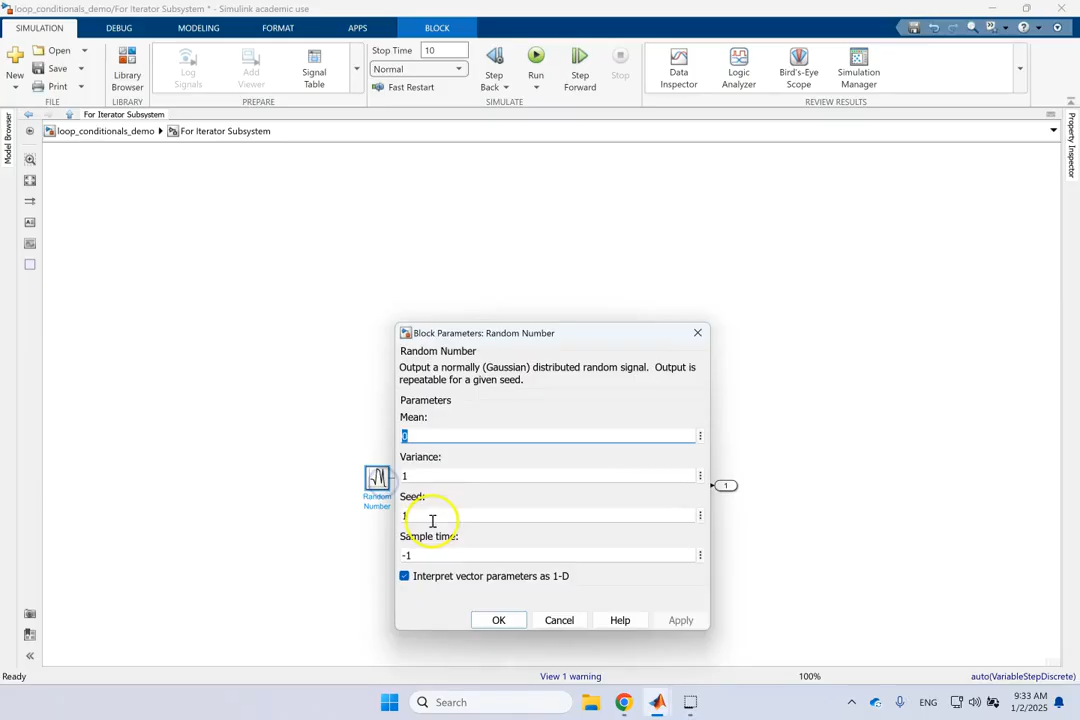 loop_conditionals_demo/For Iterator Subsystem * - Simulink academic use
SIMULATION DEBUG MODELING FORMAT APPS BLOCK
New
Open
Save
Print
FILE
Library Browser
LIBRARY
Log Signals
Add Viewer
Signal Table
PREPARE
Stop Time 10
Normal
Fast Restart
Step Back
Run
Step Forward
Stop
SIMULATE
Data Inspector
Logic Analyzer
Bird's-Eye Scope
Simulation Manager
REVIEW RESULTS
For Iterator Subsystem
loop_conditionals_demo For Iterator Subsystem
Model Browser
Property Inspector
Block Parameters: Random Number
Random Number
Output a normally (Gaussian) distributed random signal. Output is
repeatable for a given seed.
Parameters
Mean:
0
Variance:
1
Seed:
1
Sample time:
-1
Interpret vector parameters as 1-D
OK Cancel Help Apply
Random
Number
1
Ready View 1 warning 100% auto(VariableStepDiscrete)
Search
ENG
9:33 AM
1/2/2025